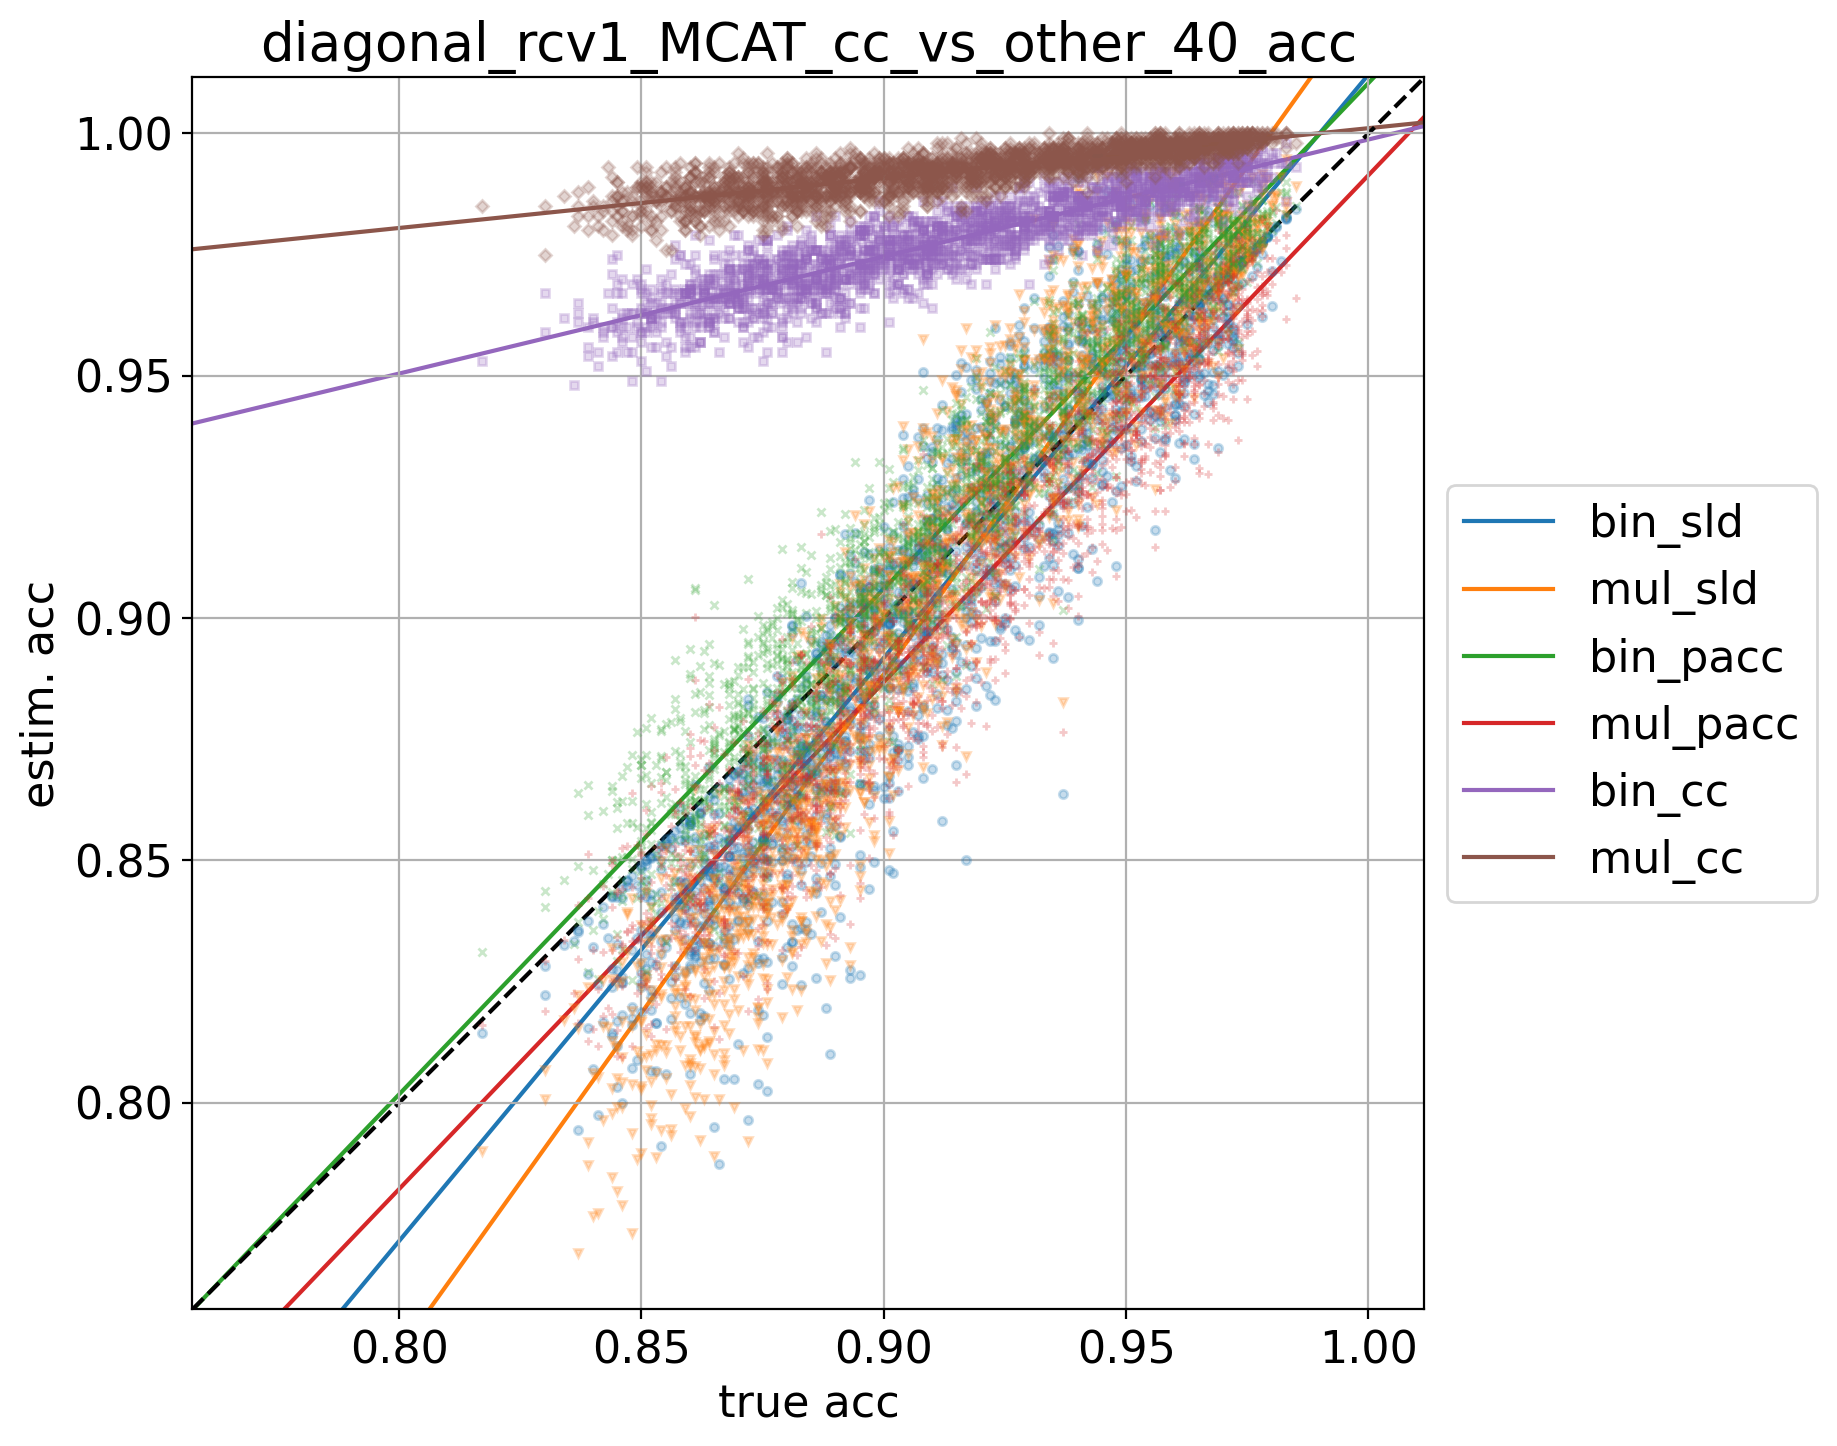 diagonal_rcv1_MCAT_cc_vs_other_40_acc
1.00
0.95
0.90
0.85
0.80
estim. acc
0.80
0.85
0.90
0.95
1.00
true acc
bin_sld
mul_sld
bin_pacc
mul_pacc
bin_cc
mul_cc